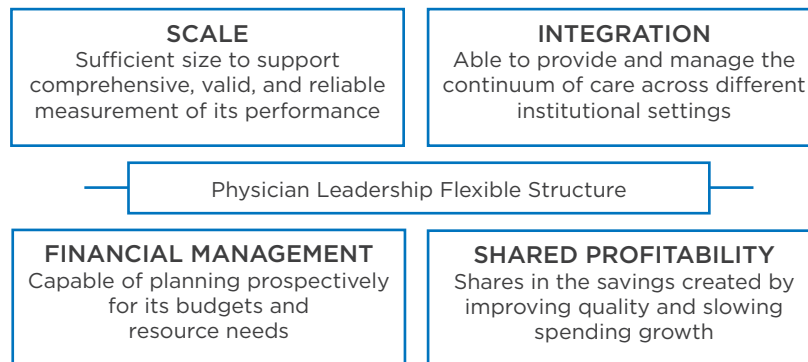 SCALE
Sufficient size to support
comprehensive, valid, and reliable
measurement of its performance
INTEGRATION
Able to provide and manage the
continuum of care across different
institutional settings
Physician Leadership Flexible Structure
FINANCIAL MANAGEMENT
Capable of planning prospectively
for its budgets and
resource needs
SHARED PROFITABILITY
Shares in the savings created by
improving quality and slowing
spending growth